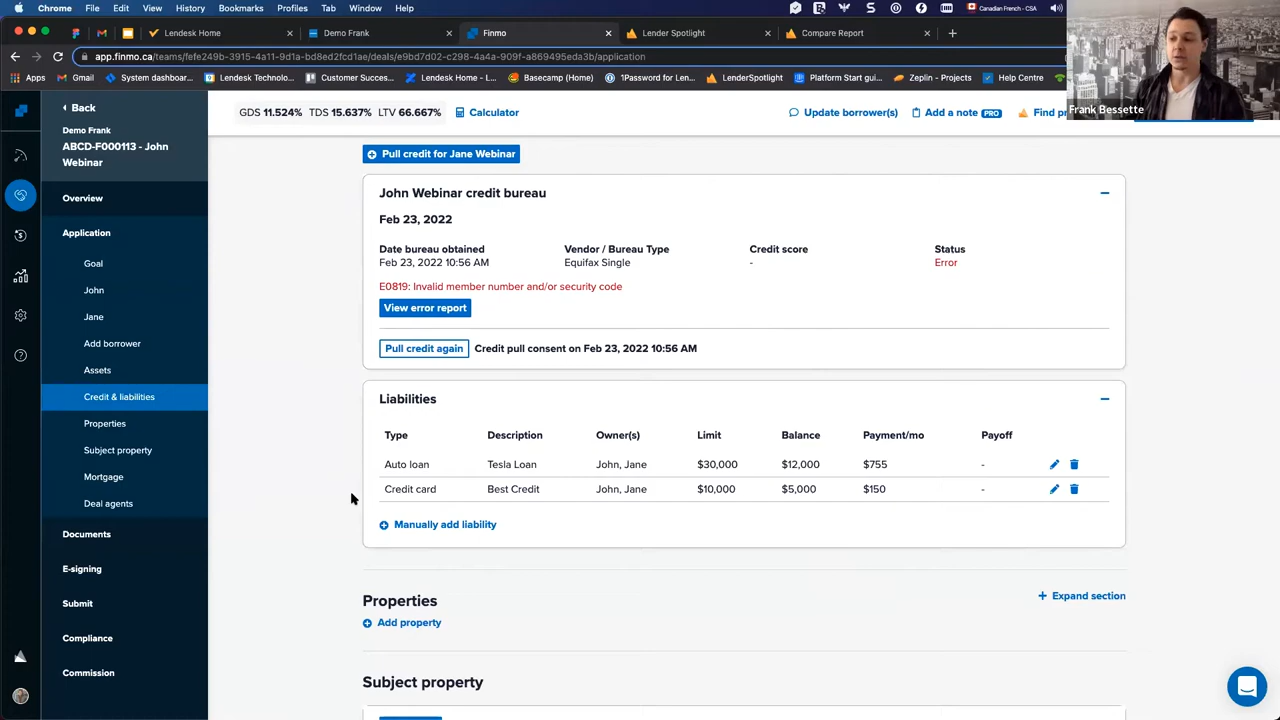 Chrome File Edit View History Bookmarks Profiles Tab Window Help Canadian French - CSA
Lendesk Home Demo Frank Finmo Lender Spotlight Compare Report
app.finmo.ca/teams/fefe249b-3915-4a11-9d1a-bd8ed2fcd1ae/deals/e9bd7d02-c298-4a4a-909f-a869495eda3b/application
Apps Gmail System dashboar... Lendesk Technolo... Customer Succes... Lendesk Home - L... Basecamp (Home) 1Password for Len... LenderSpotlight Platform Start gui... Zeplin - Projects Help Centre
Frank Bessette
Back
Demo Frank
ABCD-F000113 - John
Webinar
Overview
Application
Goal
John
Jane
Add borrower
Assets
Credit & liabilities
Properties
Subject property
Mortgage
Deal agents
Documents
E-signing
Submit
Compliance
Commission
GDS 11.524% TDS 15.637% LTV 66.667% Calculator Update borrower(s) Add a note PRO Find pr
Pull credit for Jane Webinar
John Webinar credit bureau
Feb 23, 2022
Date bureau obtained Vendor / Bureau Type Credit score Status
Feb 23, 2022 10:56 AM Equifax Single - Error
E0819: Invalid member number and/or security code
View error report
Pull credit again Credit pull consent on Feb 23, 2022 10:56 AM
Liabilities
Type Description Owner(s) Limit Balance Payment/mo Payoff
Auto loan Tesla Loan John, Jane $30,000 $12,000 $755 -
Credit card Best Credit John, Jane $10,000 $5,000 $150 -
Manually add liability
Properties Expand section
Add property
Subject property